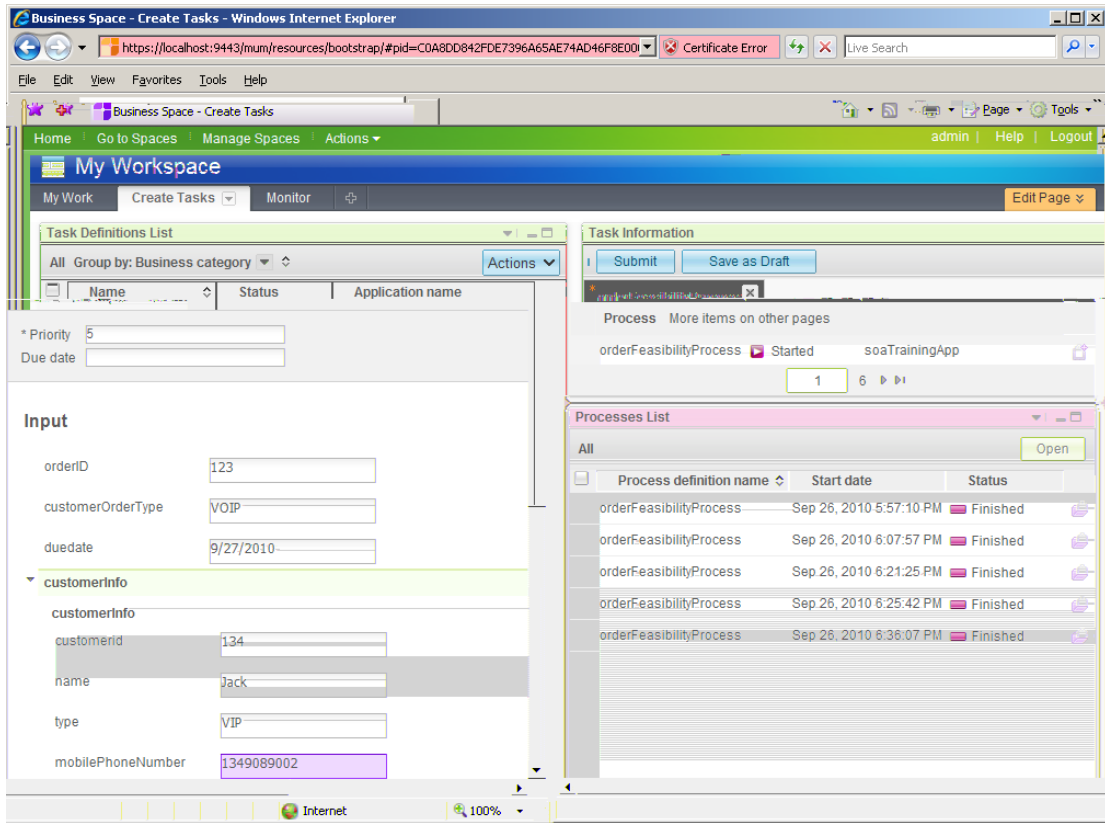 Business Space - Create Tasks - Windows Internet Explorer
https://localhost:9443/mum/resources/bootstrap/#pid=C0A8DD842FDE7396A65AE74AD46F8E00 Certificate Error Live Search
File Edit View Favorites Tools Help
Business Space - Create Tasks Page Tools
Home Go to Spaces Manage Spaces Actions admin | Help | Logout
My Workspace
My Work Create Tasks Monitor Edit Page
Task Definitions List
All Group by: Business category Actions
Name Status Application name
* Priority 5
Due date
Input
orderID 123
customerOrderType VOIP
duedate 9/27/2010
customerInfo
customerInfo
customerid 134
name Jack
type VIP
mobilePhoneNumber 1349089002
Task Information
Submit Save as Draft
Process More items on other pages
orderFeasibilityProcess Started soaTrainingApp
1 6
Processes List
All Open
Process definition name Start date Status
orderFeasibilityProcess Sep 26, 2010 5:57:10 PM Finished
orderFeasibilityProcess Sep 26, 2010 6:07:57 PM Finished
orderFeasibilityProcess Sep 26, 2010 6:21:25 PM Finished
orderFeasibilityProcess Sep 26, 2010 6:25:42 PM Finished
orderFeasibilityProcess Sep 26, 2010 6:36:07 PM Finished
Internet 100%